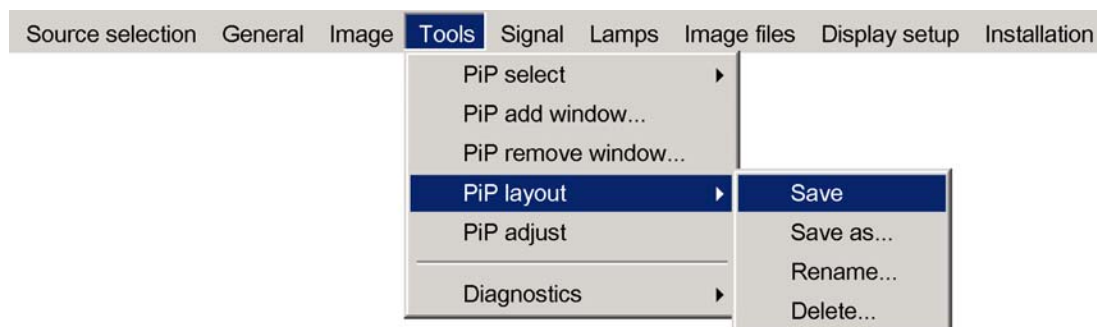 Source selection General Image Tools Signal Lamps Image files Display setup Installation
PiP select
PiP add window...
PiP remove window...
PiP layout
PiP adjust
Diagnostics
Save
Save as...
Rename...
Delete...